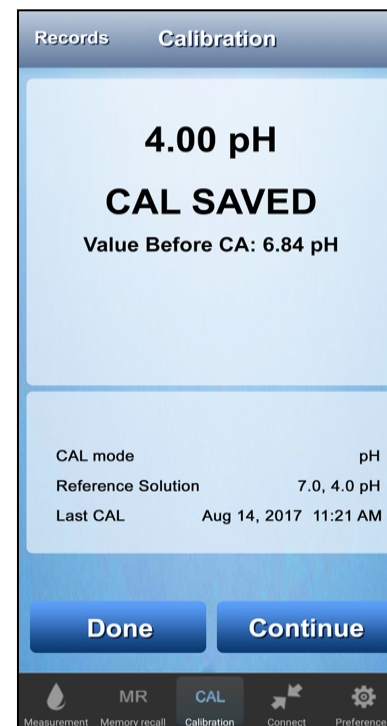 Records Calibration
4.00 pH
CAL SAVED
Value Before CA: 6.84 pH
CAL mode pH
Reference Solution 7.0, 4.0 pH
Last CAL Aug 14, 2017 11:21 AM
Done Continue
MR CAL
Measurement Memory recall Calibration Connect Preference